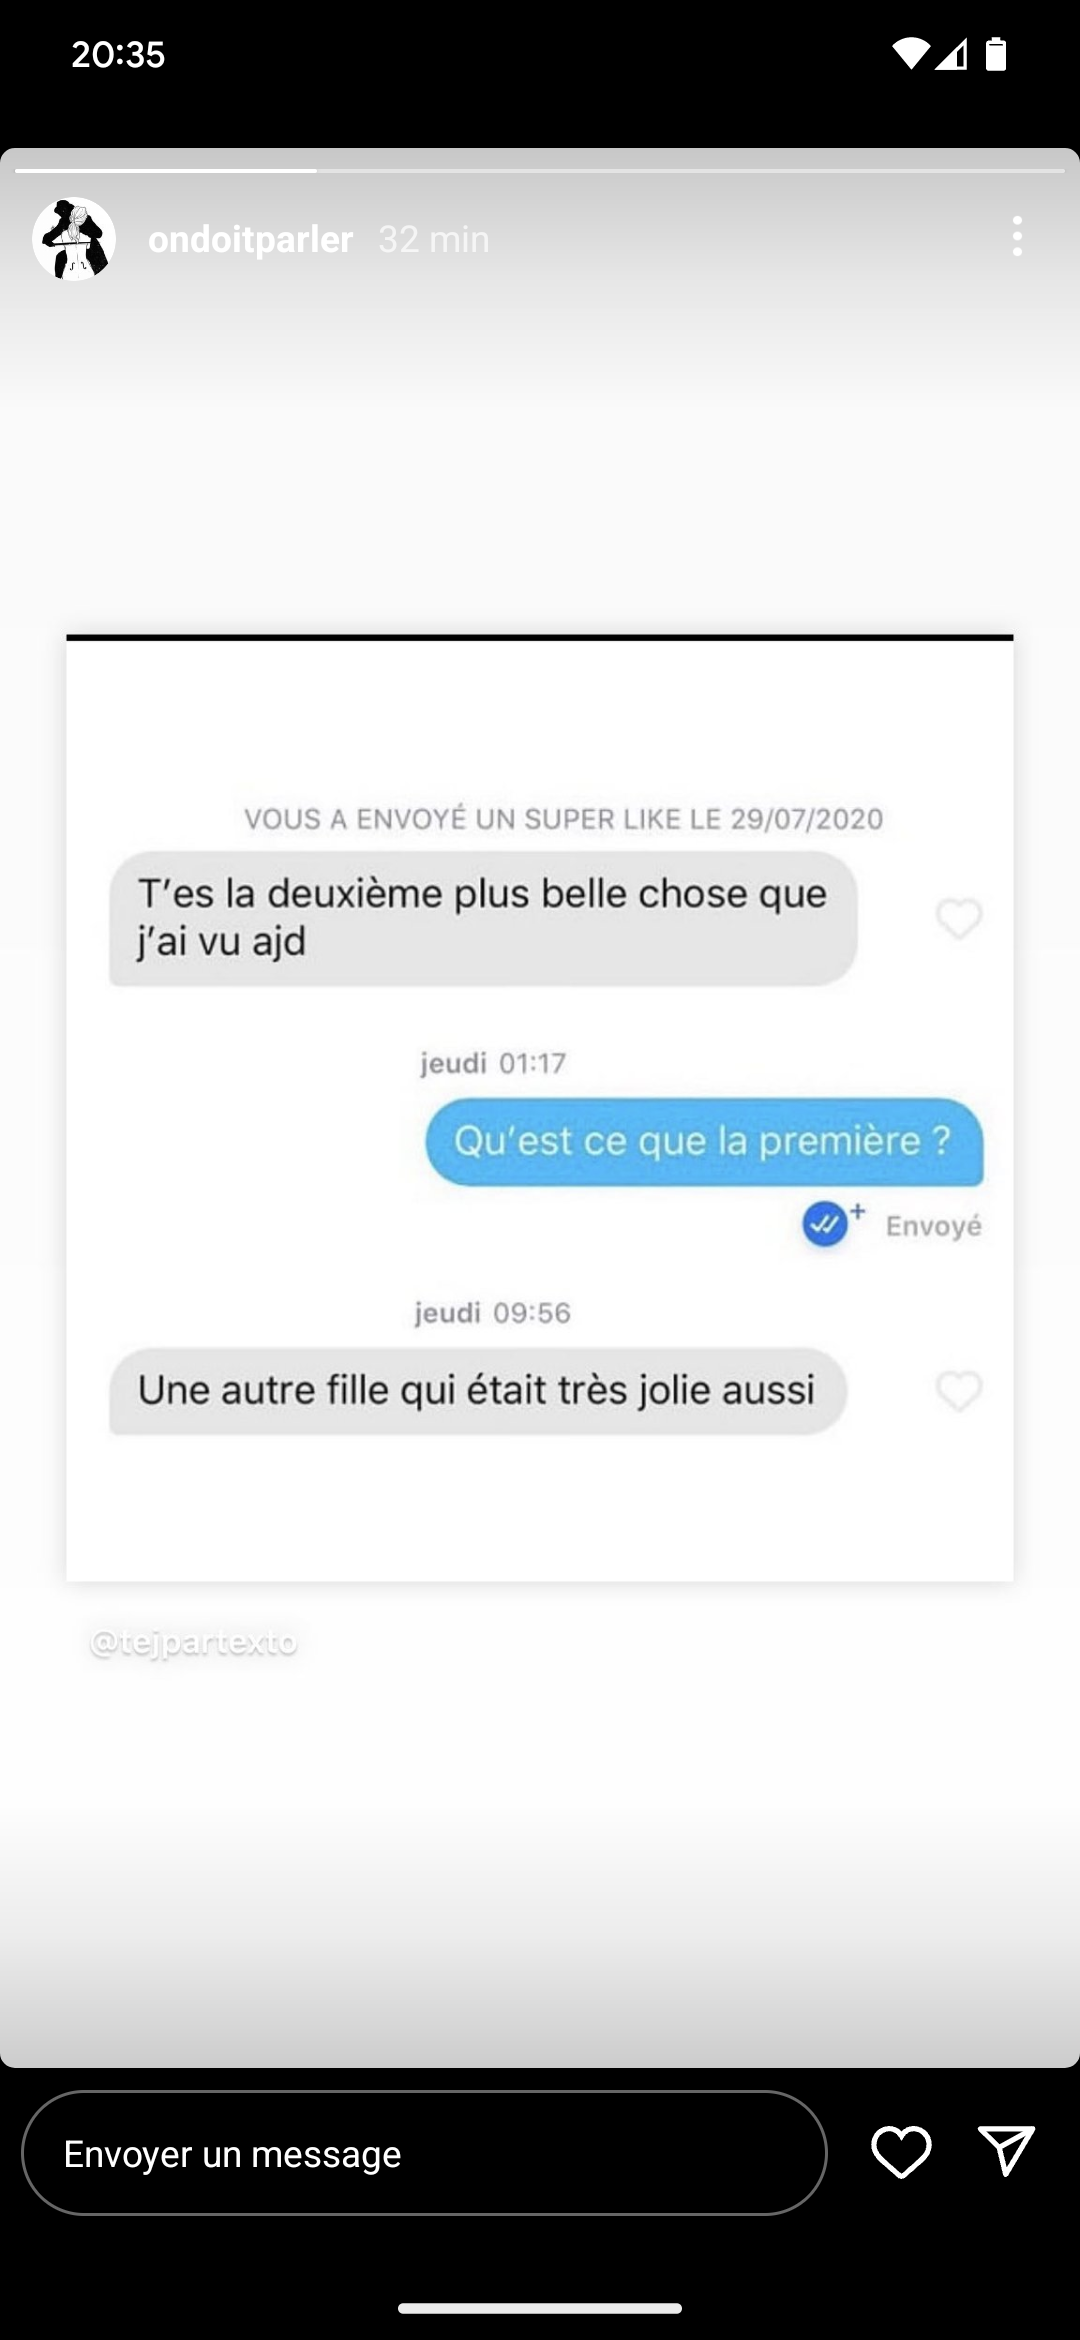 20:35
ondoitparler 32 min
VOUS A ENVOYÉ UN SUPER LIKE LE 29/07/2020
T'es la deuxième plus belle chose que
j'ai vu ajd
jeudi 01:17
Qu'est ce que la première ?
Envoyé
jeudi 09:56
Une autre fille qui était très jolie aussi
@tejpartexto
Envoyer un message